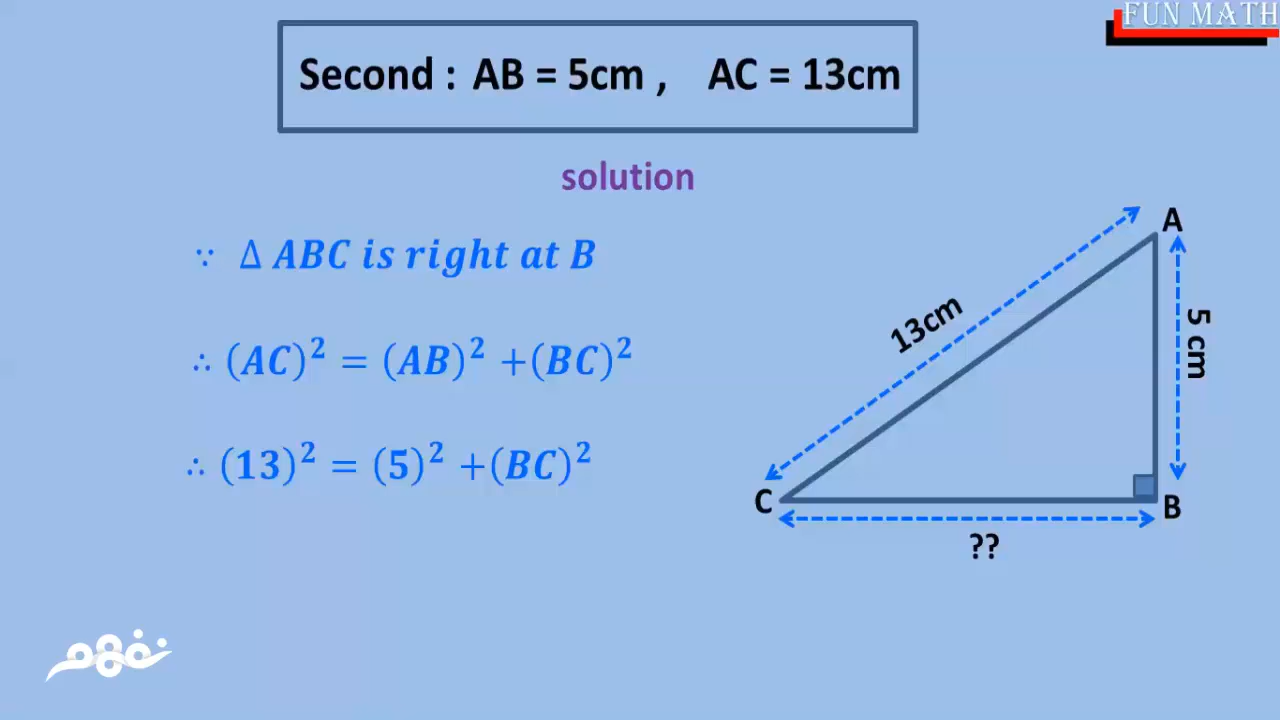 FUN MATH
Second : AB = 5cm , AC = 13cm
solution
∵ Δ ABC is right at B
∴ (AC)² = (AB)² +(BC)²
∴ (13)² = (5)² +(BC)²
A
13cm
5 cm
C
B
??
نفهم